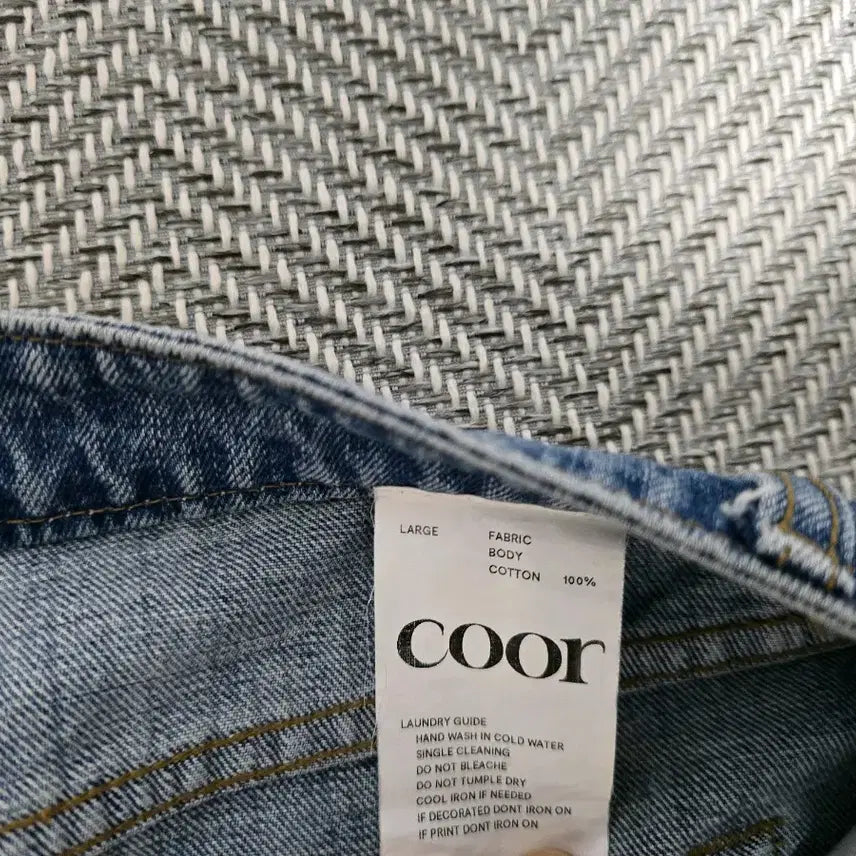 LARGE
FABRIC
BODY
COTTON 100%
coor
LAUNDRY GUIDE
HAND WASH IN COLD WATER
SINGLE CLEANING
DO NOT BLEACHE
DO NOT TUMPLE DRY
COOL IRON IF NEEDED
IF DECORATED DONT IRON ON
IF PRINT DONT IRON ON